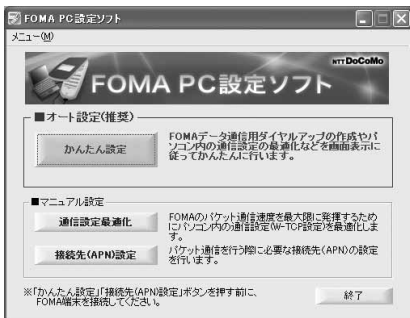 FOMA PC設定ソフト
メニュー(M)
NTT DoCoMo
FOMA PC設定ソフト
■オート設定(推奨)
かんたん設定
FOMAデータ通信用ダイヤルアップの作成やパ
ソコン内の通信設定の最適化などを画面表示に
従ってかんたんに行います。
■マニュアル設定
通信設定最適化
FOMAのパケット通信速度を最大限に発揮するため
にパソコン内の通信設定(W-TCP設定)を最適化しま
す。
接続先(APN)設定
パケット通信を行う際に必要な接続先(APN)の設定
を行います。
※「かんたん設定」「接続先(APN)設定」ボタンを押す前に、
FOMA端末を接続してください。
終了